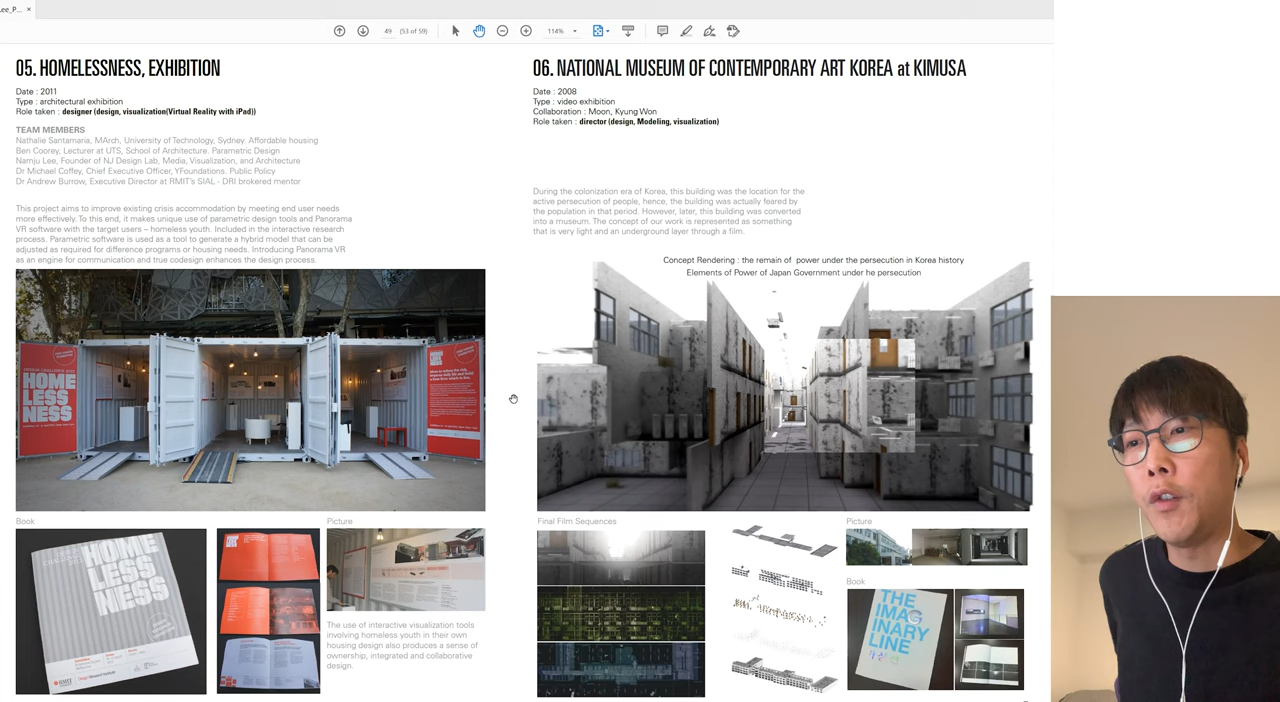 ee_P...
×
49
(53 of 59)
114%
05. HOMELESSNESS, EXHIBITION
Date : 2011
Type : architectural exhibition
Role taken : designer (design, visualization(Virtual Reality with iPad))
TEAM MEMBERS
Nathalie Santamaria, MArch, University of Technology, Sydney. Affordable housing
Ben Coorey, Lecturer at UTS, School of Architecture. Parametric Design
Namju Lee, Founder of NJ Design Lab, Media, Visualization, and Architecture
Dr Michael Coffey, Chief Executive Officer, YFoundations. Public Policy
Dr Andrew Burrow, Executive Director at RMIT's SIAL - DRI brokered mentor
This project aims to improve existing crisis accommodation by meeting end user needs
more effectively. To this end, it makes unique use of parametric design tools and Panorama
VR software with the target users – homeless youth. Included in the interactive research
process. Parametric software is used as a tool to generate a hybrid model that can be
adjusted as required for difference programs or housing needs. Introducing Panorama VR
as an engine for communication and true codesign enhances the design process.
HOME
LESS
NESS
HOME
LESS
NESS
Book
HOME
LESS
NESS
Picture
The use of interactive visualization tools
involving homeless youth in their own
housing design also produces a sense of
ownership, integrated and collaborative
design.
06. NATIONAL MUSEUM OF CONTEMPORARY ART KOREA at KIMUSA
Date : 2008
Type : video exhibition
Collaboration : Moon, Kyung Won
Role taken : director (design, Modeling, visualization)
During the colonization era of Korea, this building was the location for the
active persecution of people, hence, the building was actually feared by
the population in that period. However, later, this building was converted
into a museum. The concept of our work is represented as something
that is very light and an underground layer through a film.
Concept Rendering : the remain of power under the persecution in Korea history
Elements of Power of Japan Government under he persecution
Final Film Sequences
Picture
Book
THE
IMAG
INARY
LINE